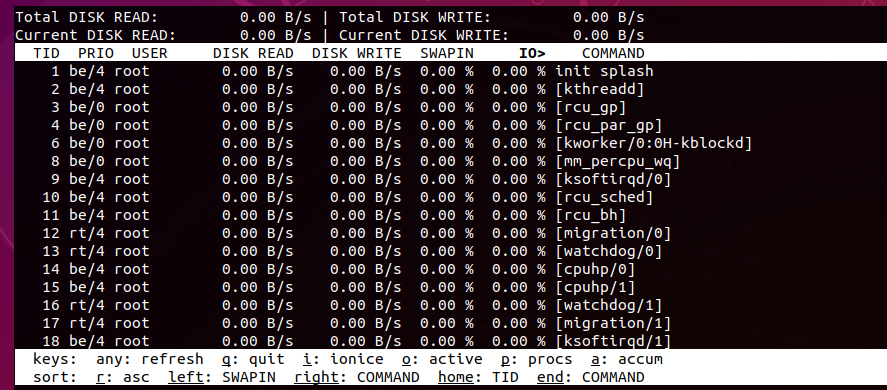 Total DISK READ:         0.00 B/s | Total DISK WRITE:         0.00 B/s
Current DISK READ:       0.00 B/s | Current DISK WRITE:       0.00 B/s
  TID  PRIO  USER     DISK READ  DISK WRITE  SWAPIN     IO>    COMMAND
    1 be/4 root        0.00 B/s    0.00 B/s  0.00 %  0.00 % init splash
    2 be/4 root        0.00 B/s    0.00 B/s  0.00 %  0.00 % [kthreadd]
    3 be/0 root        0.00 B/s    0.00 B/s  0.00 %  0.00 % [rcu_gp]
    4 be/0 root        0.00 B/s    0.00 B/s  0.00 %  0.00 % [rcu_par_gp]
    6 be/0 root        0.00 B/s    0.00 B/s  0.00 %  0.00 % [kworker/0:0H-kblockd]
    8 be/0 root        0.00 B/s    0.00 B/s  0.00 %  0.00 % [mm_percpu_wq]
    9 be/4 root        0.00 B/s    0.00 B/s  0.00 %  0.00 % [ksoftirqd/0]
   10 be/4 root        0.00 B/s    0.00 B/s  0.00 %  0.00 % [rcu_sched]
   11 be/4 root        0.00 B/s    0.00 B/s  0.00 %  0.00 % [rcu_bh]
   12 rt/4 root        0.00 B/s    0.00 B/s  0.00 %  0.00 % [migration/0]
   13 rt/4 root        0.00 B/s    0.00 B/s  0.00 %  0.00 % [watchdog/0]
   14 be/4 root        0.00 B/s    0.00 B/s  0.00 %  0.00 % [cpuhp/0]
   15 be/4 root        0.00 B/s    0.00 B/s  0.00 %  0.00 % [cpuhp/1]
   16 rt/4 root        0.00 B/s    0.00 B/s  0.00 %  0.00 % [watchdog/1]
   17 rt/4 root        0.00 B/s    0.00 B/s  0.00 %  0.00 % [migration/1]
   18 be/4 root        0.00 B/s    0.00 B/s  0.00 %  0.00 % [ksoftirqd/1]
  keys:  any: refresh  q: quit  i: ionice  o: active  p: procs  a: accum
  sort:  r: asc  left: SWAPIN  right: COMMAND  home: TID  end: COMMAND